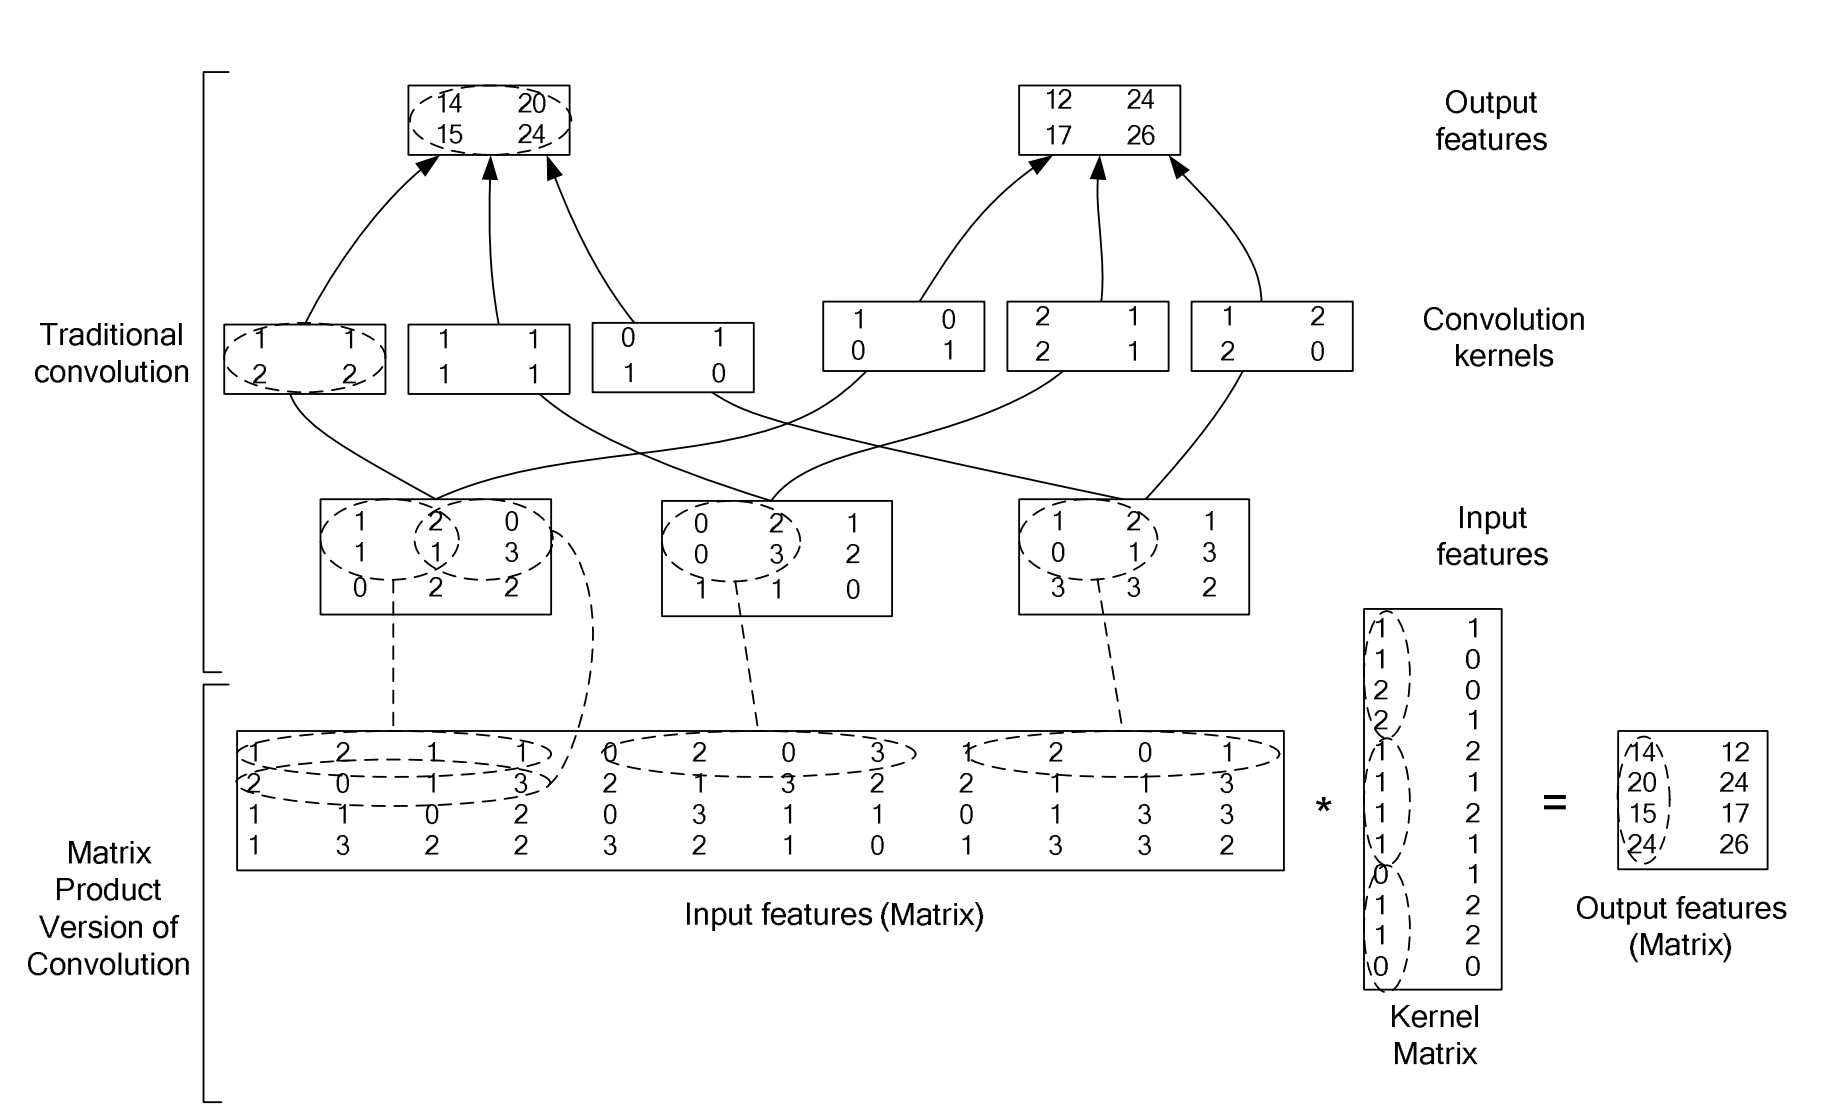 14 20
15 24
12 24
17 26
Output
features
Traditional
convolution
1 1
2 2
1 1
1 1
0 1
1 0
1 0
0 1
2 1
2 1
1 2
2 0
Convolution
kernels
1 2 0
1 1 3
0 2 2
0 2 1
0 3 2
1 1 0
1 2 1
0 1 3
3 3 2
Input
features
Matrix
Product
Version of
Convolution
1 2 1 1 0 2 0 3 1 2 0 1
2 0 1 3 2 1 3 2 2 1 1 3
1 1 0 2 0 3 1 1 0 1 3 3
1 3 2 2 3 2 1 0 1 3 3 2
Input features (Matrix)
*
1 1
1 0
2 0
2 1
1 2
1 1
1 2
1 1
0 1
1 2
1 2
0 0
Kernel
Matrix
=
14 12
20 24
15 17
24 26
Output features
(Matrix)